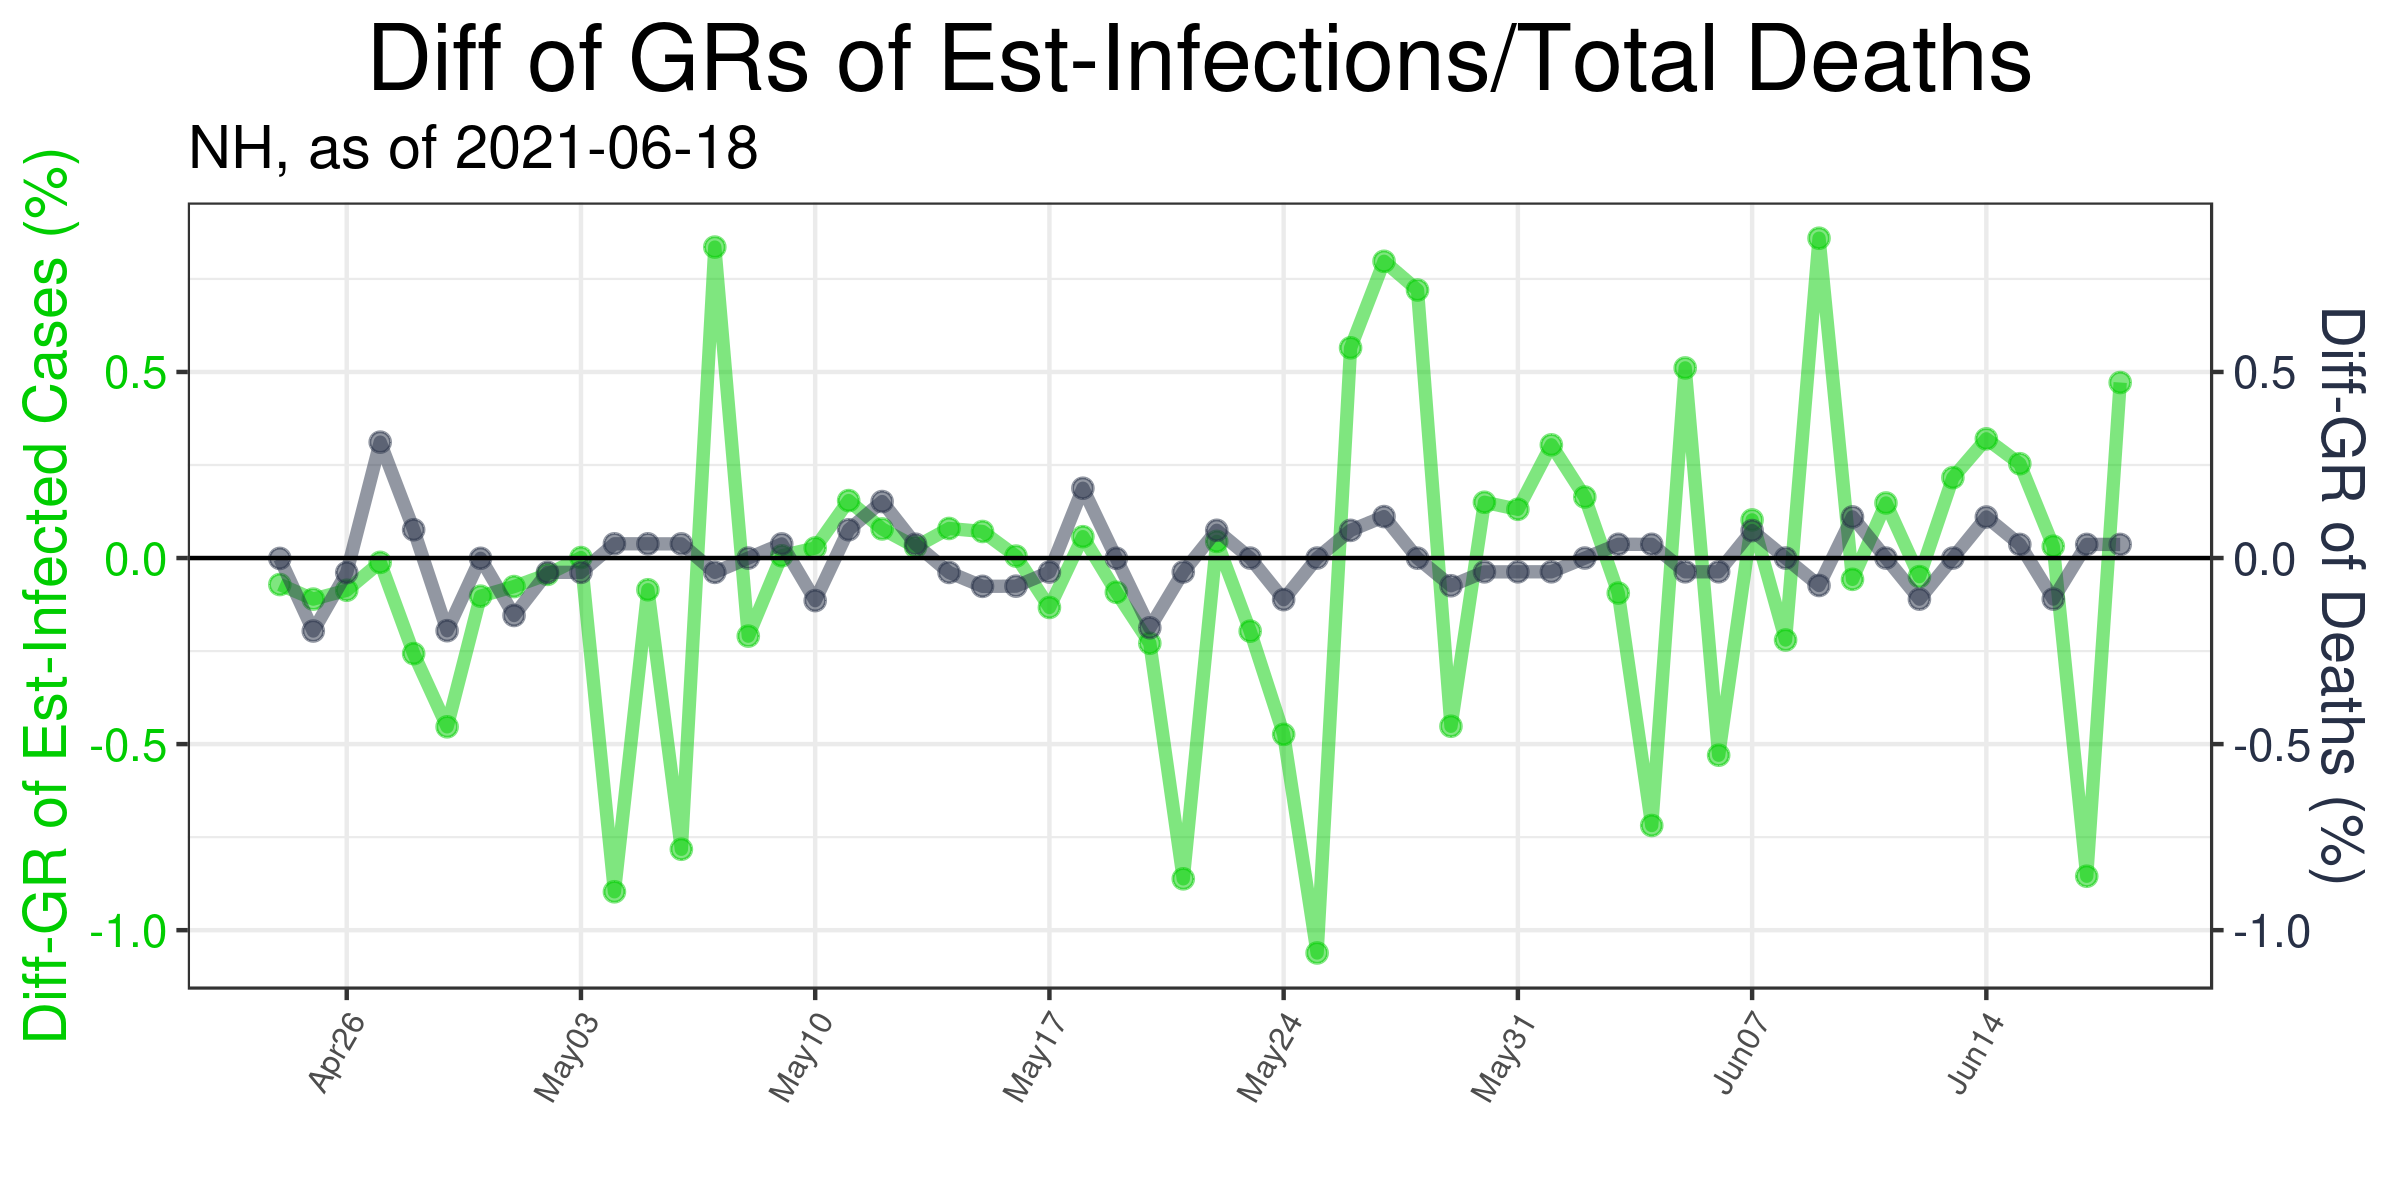 Diff of GRs of Est-Infections/Total Deaths
NH, as of 2021-06-18
Diff-GR of Est-Infected Cases (%)
0.5
0.0
-0.5
-1.0
0.5
0.0
-0.5
-1.0
Diff-GR of Deaths (%)
Apr26
May03
May10
May17
May24
May31
Jun07
Jun14